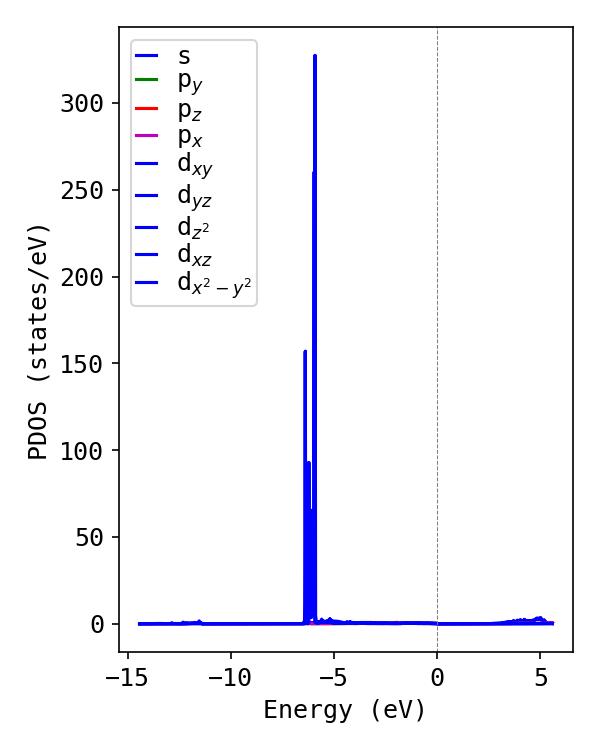 s
p_y
p_z
p_x
d_xy
d_yz
d_z²
d_xz
d_x²−y²
PDOS (states/eV)
300
250
200
150
100
50
0
−15 −10 −5 0 5
Energy (eV)